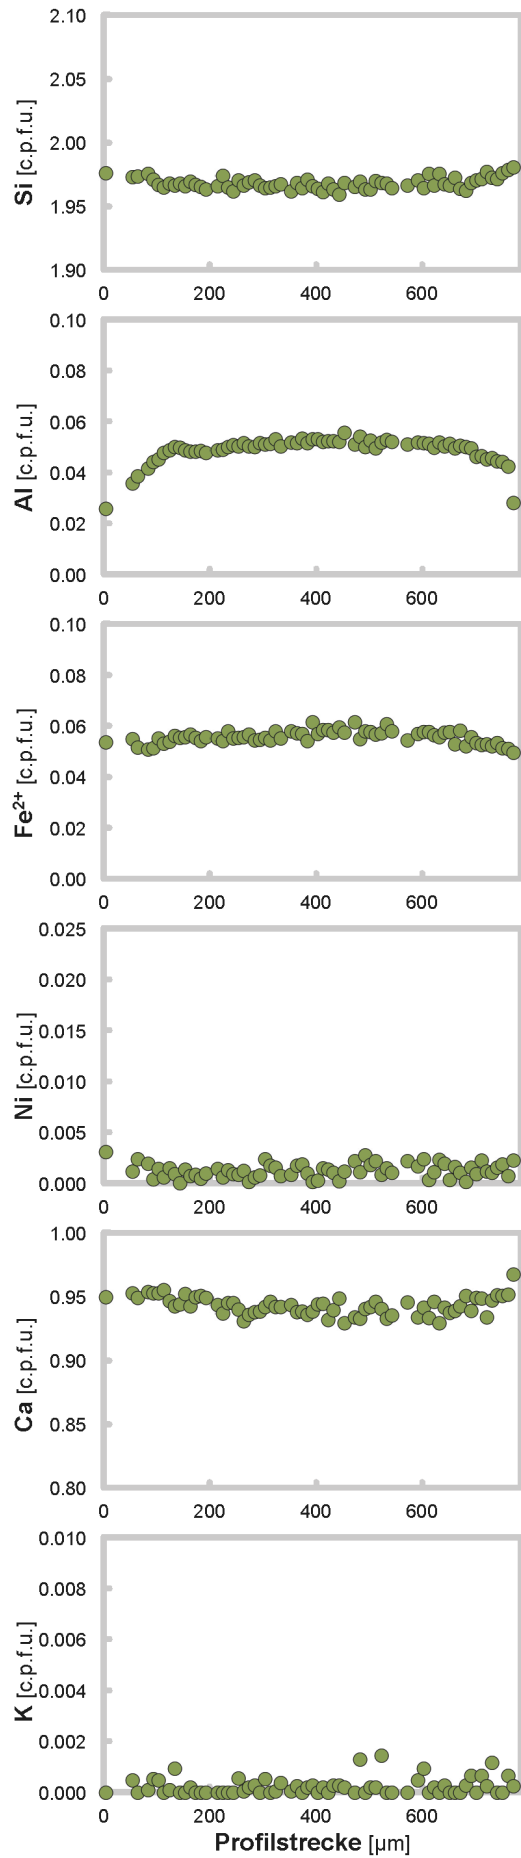 2.10
2.05
2.00
1.95
1.90
Si [c.p.f.u.]
0 200 400 600
0.10
0.08
0.06
0.04
0.02
0.00
Al [c.p.f.u.]
0 200 400 600
0.10
0.08
0.06
0.04
0.02
0.00
Fe²⁺ [c.p.f.u.]
0 200 400 600
0.025
0.020
0.015
0.010
0.005
0.000
Ni [c.p.f.u.]
0 200 400 600
1.00
0.95
0.90
0.85
0.80
Ca [c.p.f.u.]
0 200 400 600
0.010
0.008
0.006
0.004
0.002
0.000
K [c.p.f.u.]
0 200 400 600
Profilstrecke [µm]